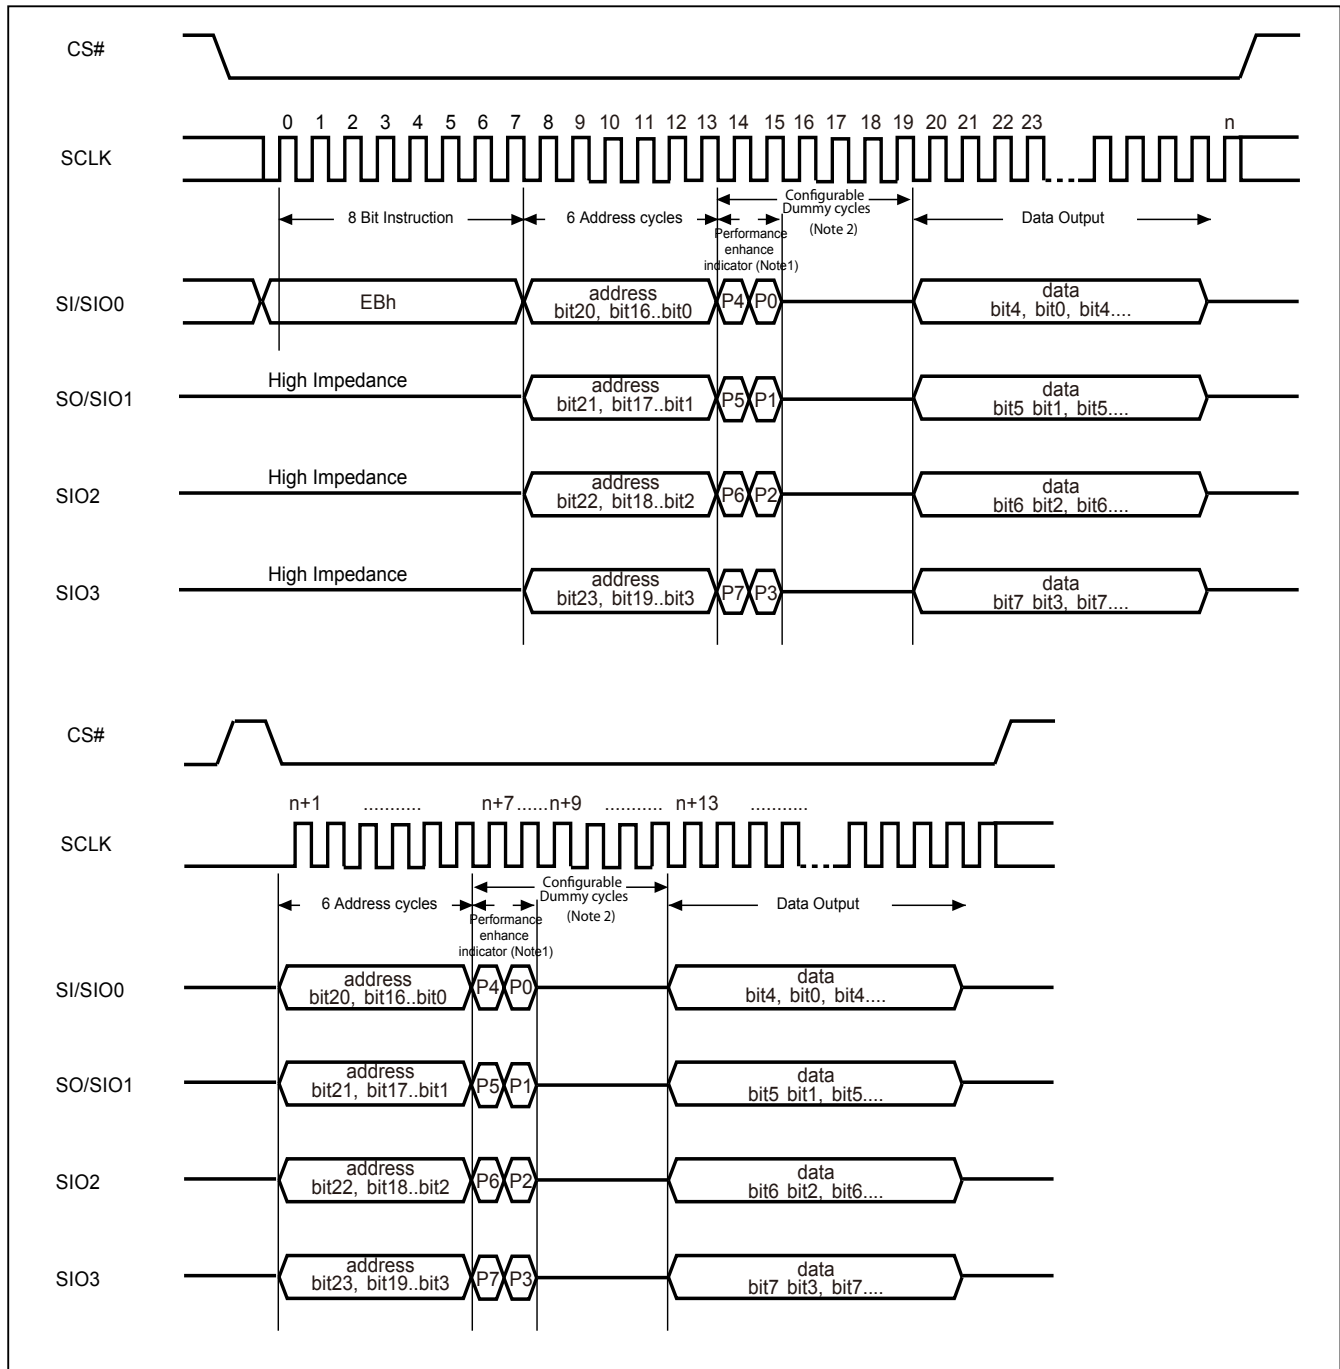 CS#
0 1 2 3 4 5 6 7 8 9 10 11 12 13 14 15 16 17 18 19 20 21 22 23 n
SCLK
8 Bit Instruction
6 Address cycles
Configurable
Dummy cycles
(Note 2)
Data Output
Performance
enhance
indicator (Note1)
SI/SIO0
EBh
address
bit20, bit16..bit0
P4 P0
data
bit4, bit0, bit4....
SO/SIO1
High Impedance
address
bit21, bit17..bit1
P5 P1
data
bit5 bit1, bit5....
SIO2
High Impedance
address
bit22, bit18..bit2
P6 P2
data
bit6 bit2, bit6....
SIO3
High Impedance
address
bit23, bit19..bit3
P7 P3
data
bit7 bit3, bit7....
CS#
n+1 ........... n+7 ......n+9 ........... n+13 ...........
SCLK
6 Address cycles
Configurable
Dummy cycles
(Note 2)
Data Output
Performance
enhance
indicator (Note1)
SI/SIO0
address
bit20, bit16..bit0
P4 P0
data
bit4, bit0, bit4....
SO/SIO1
address
bit21, bit17..bit1
P5 P1
data
bit5 bit1, bit5....
SIO2
address
bit22, bit18..bit2
P6 P2
data
bit6 bit2, bit6....
SIO3
address
bit23, bit19..bit3
P7 P3
data
bit7 bit3, bit7....